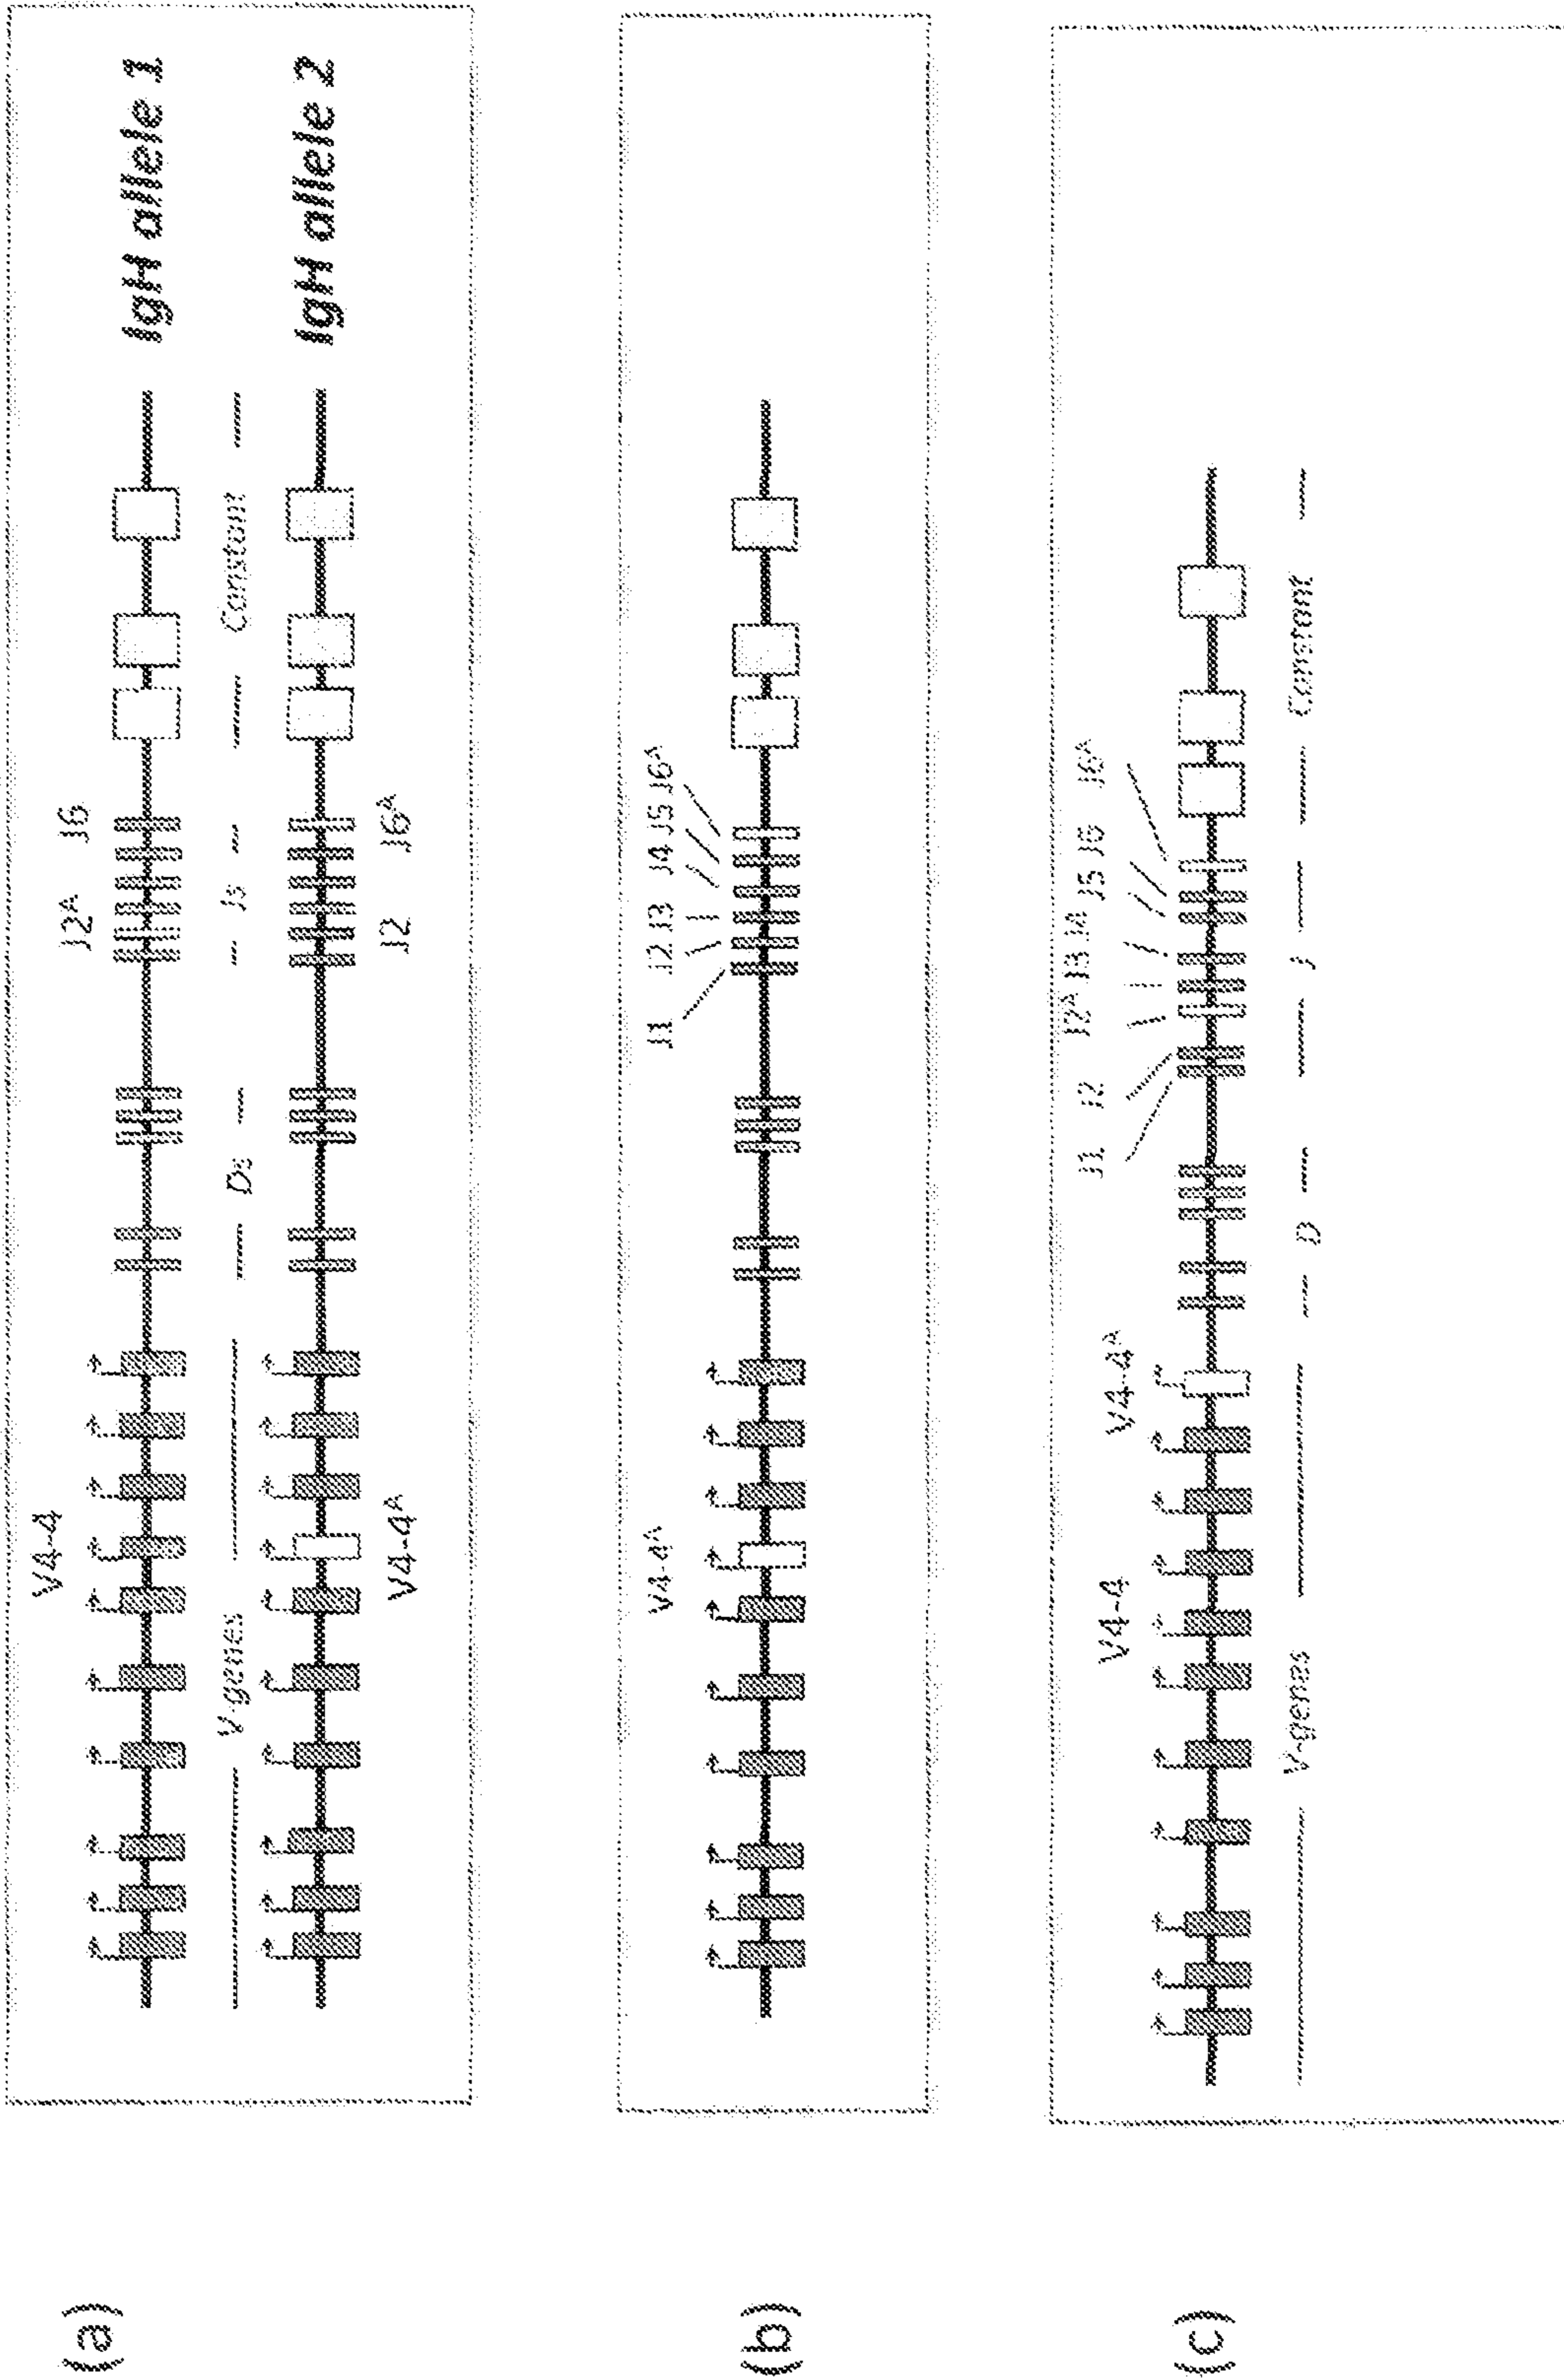 (a)
V4-4 J2ᴬ J6
IgH allele 1
V-genes Ds Js Constant
IgH allele 2
V4-4ᴬ J2 J6ᴬ
(b)
V4-4ᴬ J1 J2 J3 J4 J5 J6ᴬ
(c)
V4-4 V4-4ᴬ J1 J2 J2ᴬ J3 J4 J5 J6 J6ᴬ
V-genes D J Constant